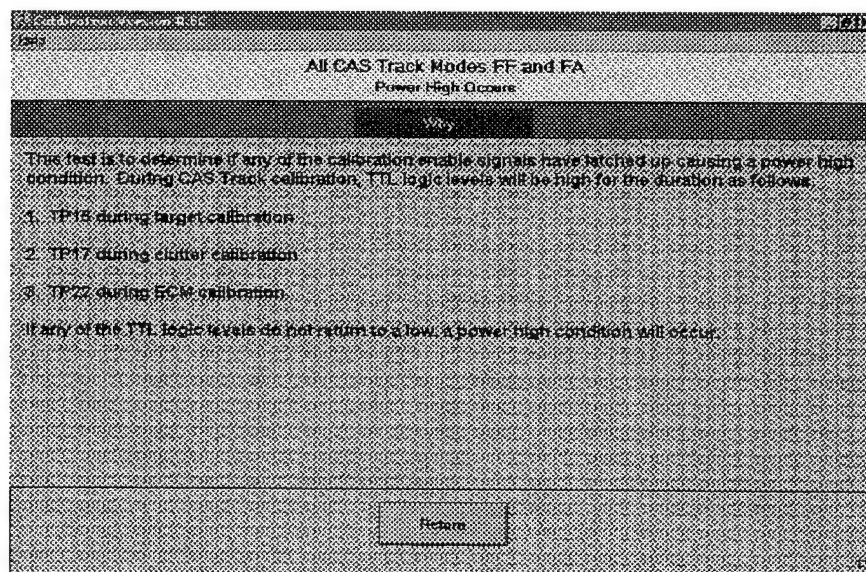 Calibration Version
Help
All CAS Track Modes FF and FA
Power High Occurs
Why
This test is to determine if any of the calibration enable signals have latched up causing a power high
condition. During CAS Track calibration, TTL logic levels will be high for the duration as follows:
1. TP15 during target calibration
2. TP17 during clutter calibration
3. TP22 during ECM calibration
If any of the TTL logic levels do not return to a low, a power high condition will occur.
Return